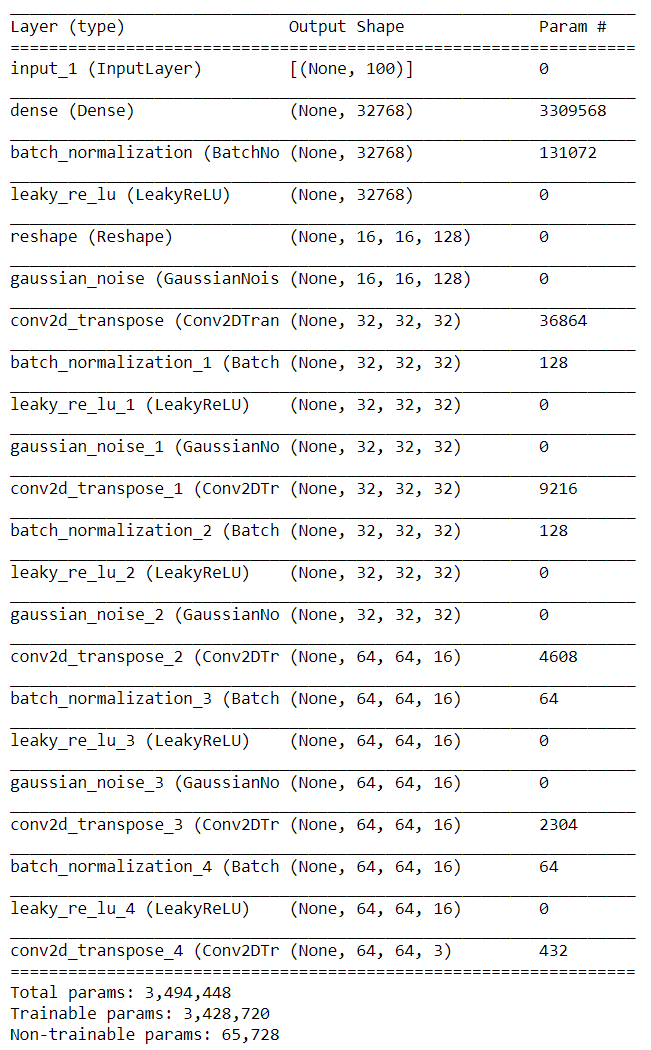 Layer (type) Output Shape Param #
=================================================================
input_1 (InputLayer) [(None, 100)] 0
dense (Dense) (None, 32768) 3309568
batch_normalization (BatchNo (None, 32768) 131072
leaky_re_lu (LeakyReLU) (None, 32768) 0
reshape (Reshape) (None, 16, 16, 128) 0
gaussian_noise (GaussianNois (None, 16, 16, 128) 0
conv2d_transpose (Conv2DTran (None, 32, 32, 32) 36864
batch_normalization_1 (Batch (None, 32, 32, 32) 128
leaky_re_lu_1 (LeakyReLU) (None, 32, 32, 32) 0
gaussian_noise_1 (GaussianNo (None, 32, 32, 32) 0
conv2d_transpose_1 (Conv2DTr (None, 32, 32, 32) 9216
batch_normalization_2 (Batch (None, 32, 32, 32) 128
leaky_re_lu_2 (LeakyReLU) (None, 32, 32, 32) 0
gaussian_noise_2 (GaussianNo (None, 32, 32, 32) 0
conv2d_transpose_2 (Conv2DTr (None, 64, 64, 16) 4608
batch_normalization_3 (Batch (None, 64, 64, 16) 64
leaky_re_lu_3 (LeakyReLU) (None, 64, 64, 16) 0
gaussian_noise_3 (GaussianNo (None, 64, 64, 16) 0
conv2d_transpose_3 (Conv2DTr (None, 64, 64, 16) 2304
batch_normalization_4 (Batch (None, 64, 64, 16) 64
leaky_re_lu_4 (LeakyReLU) (None, 64, 64, 16) 0
conv2d_transpose_4 (Conv2DTr (None, 64, 64, 3) 432
=================================================================
Total params: 3,494,448
Trainable params: 3,428,720
Non-trainable params: 65,728